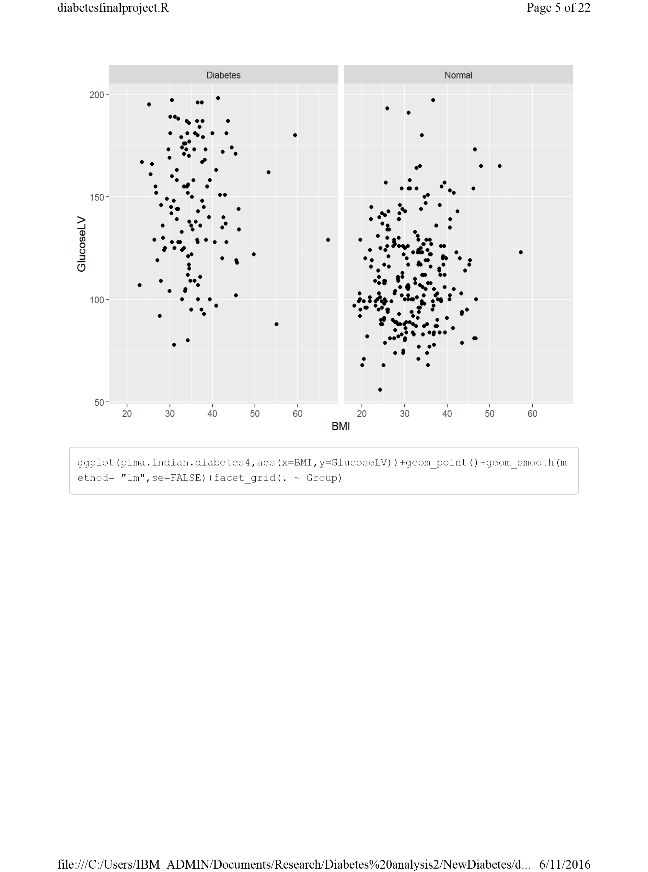 diabetesfinalproject.R Page 5 of 22
Diabetes Normal
200
150
100
50
GlucoseLV
20 30 40 50 60 20 30 40 50 60
BMI
ggplot(pima.indian.diabetes4,aes(x=BMI,y=GlucoseLV))+geom_point()+geom_smooth(m
ethod= "lm",se=FALSE)+facet_grid(. ~ Group)
file:///C:/Users/IBM_ADMIN/Documents/Research/Diabetes%20analysis2/NewDiabetes/d... 6/11/2016